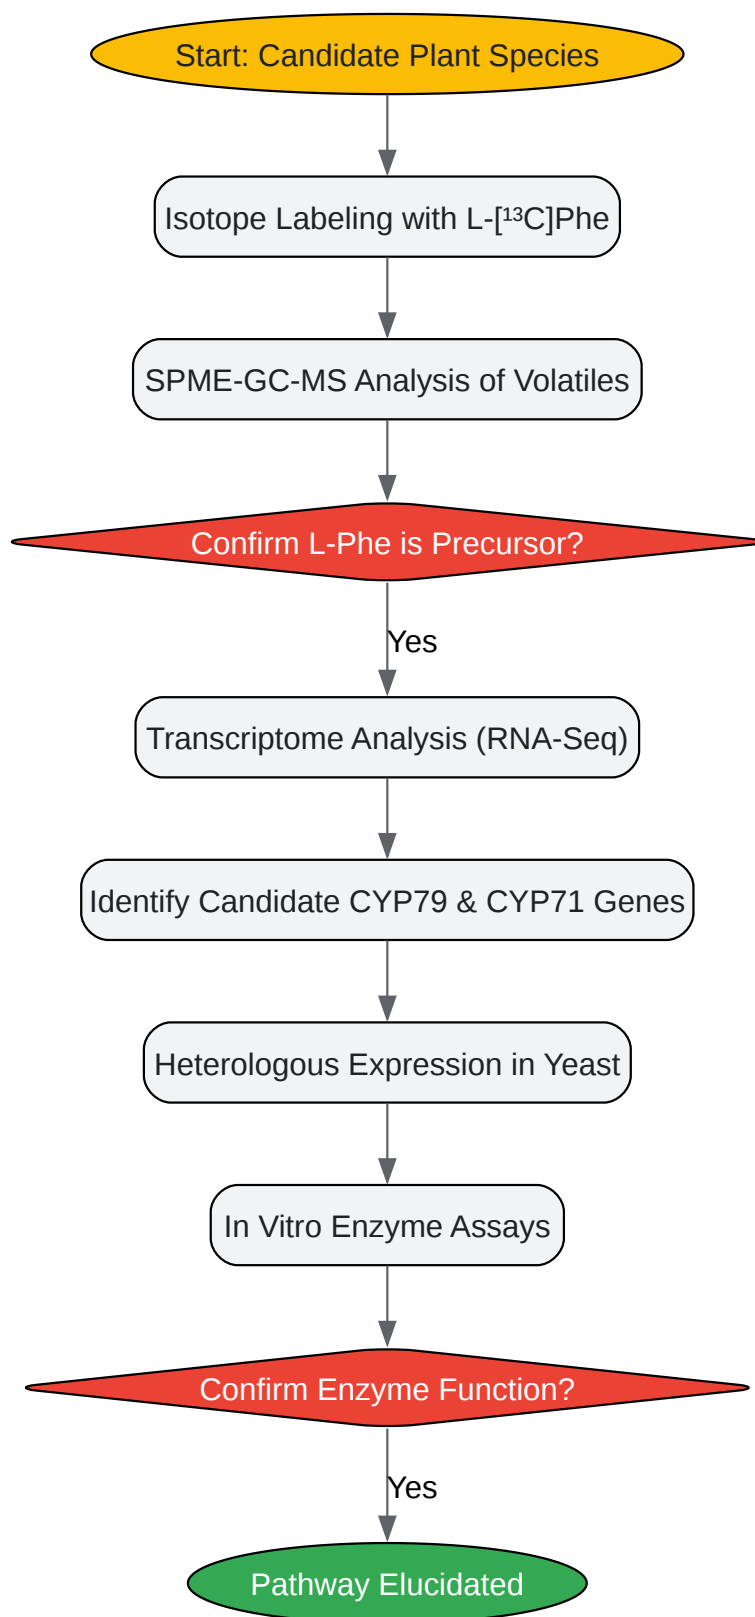 Start: Candidate Plant Species
Isotope Labeling with L-[¹³C]Phe
SPME-GC-MS Analysis of Volatiles
Confirm L-Phe is Precursor?
Yes
Transcriptome Analysis (RNA-Seq)
Identify Candidate CYP79 & CYP71 Genes
Heterologous Expression in Yeast
In Vitro Enzyme Assays
Confirm Enzyme Function?
Yes
Pathway Elucidated